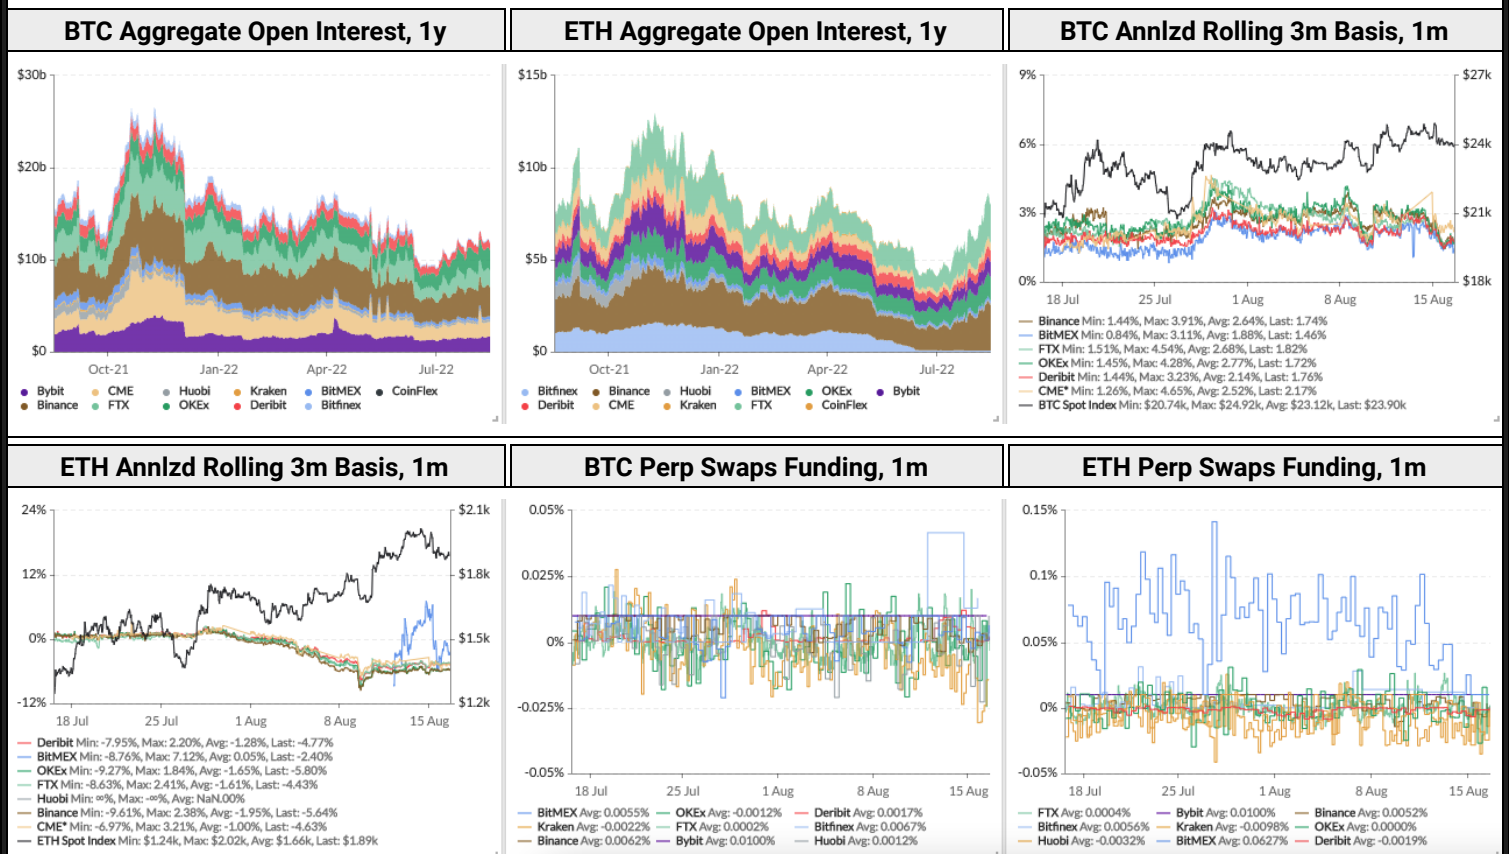 BTC Aggregate Open Interest, 1y
$30b
$20b
$10b
$0
Oct-21 Jan-22 Apr-22 Jul-22
Bybit CME Huobi Kraken BitMEX CoinFlex
Binance FTX OKEx Deribit Bitfinex
ETH Aggregate Open Interest, 1y
$15b
$10b
$5b
$0
Oct-21 Jan-22 Apr-22 Jul-22
Bitfinex Binance Huobi BitMEX OKEx Bybit
Deribit CME Kraken FTX CoinFlex
BTC Annlzd Rolling 3m Basis, 1m
9% $27k
6% $24k
3% $21k
0% $18k
18 Jul 25 Jul 1 Aug 8 Aug 15 Aug
Binance Min: 1.44%, Max: 3.91%, Avg: 2.64%, Last: 1.74%
BitMEX Min: 0.84%, Max: 3.11%, Avg: 1.88%, Last: 1.46%
FTX Min: 1.51%, Max: 4.54%, Avg: 2.68%, Last: 1.82%
OKEx Min: 1.45%, Max: 4.28%, Avg: 2.77%, Last: 1.72%
Deribit Min: 1.44%, Max: 3.23%, Avg: 2.14%, Last: 1.76%
CME* Min: 1.26%, Max: 4.65%, Avg: 2.52%, Last: 2.17%
BTC Spot Index Min: $20.74k, Max: $24.92k, Avg: $23.12k, Last: $23.90k
ETH Annlzd Rolling 3m Basis, 1m
24% $2.1k
12% $1.8k
0% $1.5k
-12% $1.2k
18 Jul 25 Jul 1 Aug 8 Aug 15 Aug
Deribit Min: -7.95%, Max: 2.20%, Avg: -1.28%, Last: -4.77%
BitMEX Min: -8.76%, Max: 7.12%, Avg: 0.05%, Last: -2.40%
OKEx Min: -9.27%, Max: 1.84%, Avg: -1.65%, Last: -5.80%
FTX Min: -8.63%, Max: 2.41%, Avg: -1.61%, Last: -4.43%
Huobi Min: ∞%, Max: -∞%, Avg: NaN.00%
Binance Min: -9.61%, Max: 2.38%, Avg: -1.95%, Last: -5.64%
CME* Min: -6.97%, Max: 3.21%, Avg: -1.00%, Last: -4.63%
ETH Spot Index Min: $1.24k, Max: $2.02k, Avg: $1.66k, Last: $1.89k
BTC Perp Swaps Funding, 1m
0.05%
0.025%
0%
-0.025%
-0.05%
18 Jul 25 Jul 1 Aug 8 Aug 15 Aug
BitMEX Avg: 0.0055% OKEx Avg: -0.0012% Deribit Avg: 0.0017%
Kraken Avg: -0.0022% FTX Avg: 0.0002% Bitfinex Avg: 0.0067%
Binance Avg: 0.0062% Bybit Avg: 0.0100% Huobi Avg: 0.0012%
ETH Perp Swaps Funding, 1m
0.15%
0.1%
0.05%
0%
-0.05%
18 Jul 25 Jul 1 Aug 8 Aug 15 Aug
FTX Avg: 0.0004% Bybit Avg: 0.0100% Binance Avg: 0.0052%
Bitfinex Avg: 0.0056% Kraken Avg: -0.0098% OKEx Avg: 0.0000%
Huobi Avg: -0.0032% BitMEX Avg: 0.0627% Deribit Avg: -0.0019%